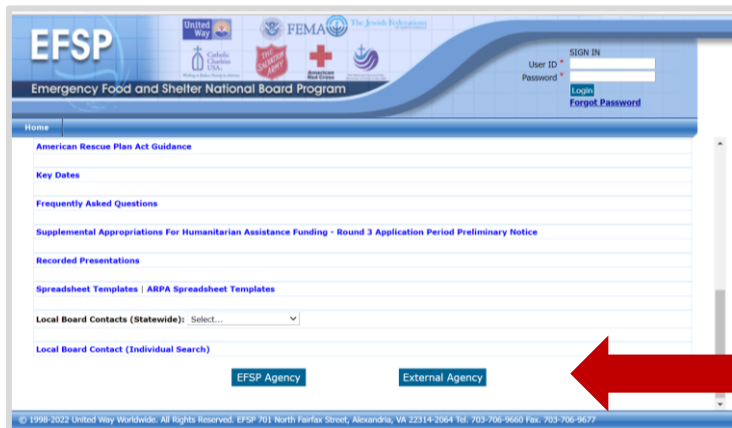 EFSP
United
Way
FEMA
The Jewish Federations
Catholic
Charities
USA
THE
SALVATION
ARMY
American
Red Cross
Emergency Food and Shelter National Board Program
SIGN IN
User ID *
Password *
Login
Forgot Password
Home
American Rescue Plan Act Guidance
Key Dates
Frequently Asked Questions
Supplemental Appropriations For Humanitarian Assistance Funding - Round 3 Application Period Preliminary Notice
Recorded Presentations
Spreadsheet Templates | ARPA Spreadsheet Templates
Local Board Contacts (Statewide): Select...
Local Board Contact (Individual Search)
EFSP Agency External Agency
© 1998-2022 United Way Worldwide. All Rights Reserved. EFSP 701 North Fairfax Street, Alexandria, VA 22314-2064 Tel. 703-706-9660 Fax. 703-706-9677